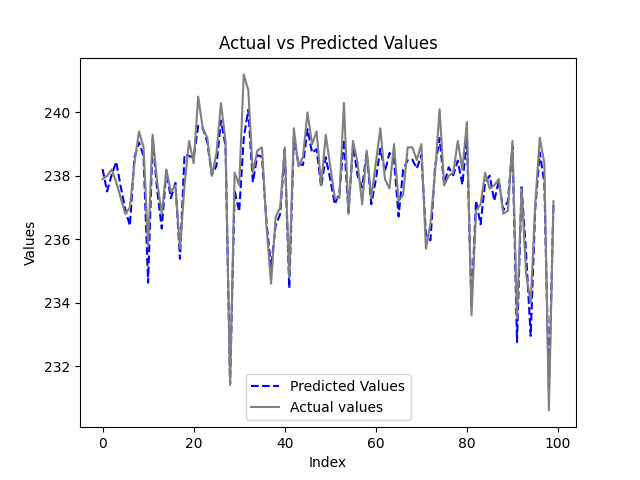 Actual vs Predicted Values
Values
240
238
236
234
232
Predicted Values
Actual values
0 20 40 60 80 100
Index